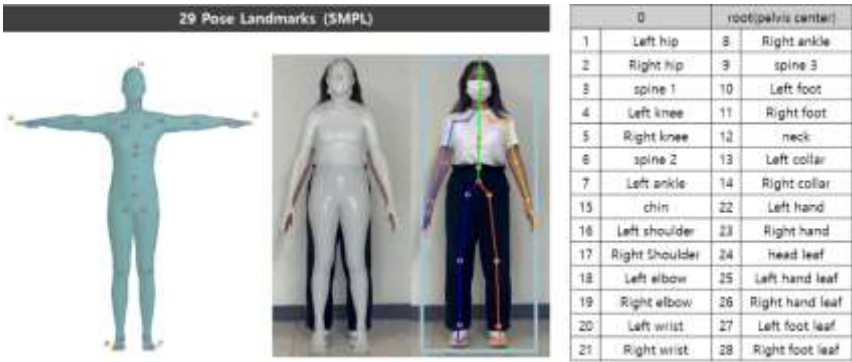 29 Pose Landmarks (SMPL)
0 root(pelvis center)
1 Left hip 8 Right ankle
2 Right hip 9 spine 3
3 spine 1 10 Left foot
4 Left knee 11 Right foot
5 Right knee 12 neck
6 spine 2 13 Left collar
7 Left ankle 14 Right collar
15 chin 22 Left hand
16 Left shoulder 23 Right hand
17 Right Shoulder 24 head leaf
18 Left elbow 25 Left hand leaf
19 Right elbow 26 Right hand leaf
20 Left wrist 27 Left foot leaf
21 Right wrist 28 Right foot leaf